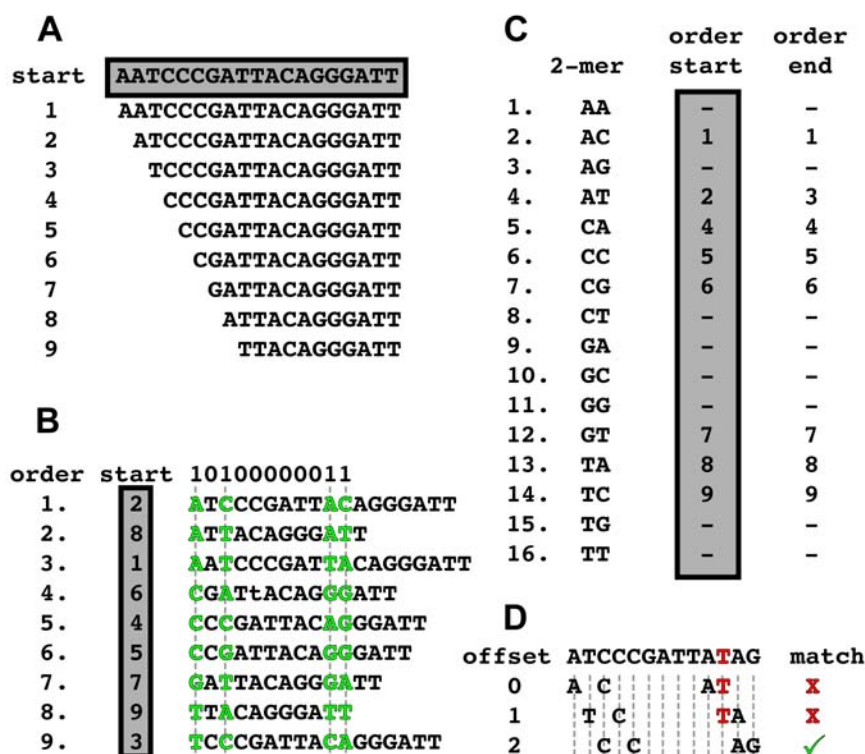 A
start AATCCCGATTACAGGGATT
1 AATCCCGATTACAGGGATT
2 ATCCCGATTACAGGGATT
3 TCCCGATTACAGGGATT
4 CCCGATTACAGGGATT
5 CCGATTACAGGGATT
6 CGATTACAGGGATT
7 GATTACAGGGATT
8 ATTACAGGGATT
9 TTACAGGGATT
B
order start 10100000011
1. 2 ATCCCGATTACAGGGATT
2. 8 ATTACAGGGATT
3. 1 AATCCCGATTACAGGGATT
4. 6 CGATtACAGGGATT
5. 4 CCCGATTACAGGGATT
6. 5 CCGATTACAGGGATT
7. 7 GATTACAGGGATT
8. 9 TTACAGGGATT
9. 3 TCCCGATTACAGGGATT
C
order order
2-mer start end
1. AA – –
2. AC 1 1
3. AG – –
4. AT 2 3
5. CA 4 4
6. CC 5 5
7. CG 6 6
8. CT – –
9. GA – –
10. GC – –
11. GG – –
12. GT 7 7
13. TA 8 8
14. TC 9 9
15. TG – –
16. TT – –
D
offset ATCCCGATTATAG match
0 A C AT X
1 T C TA X
2 C C AG ✓